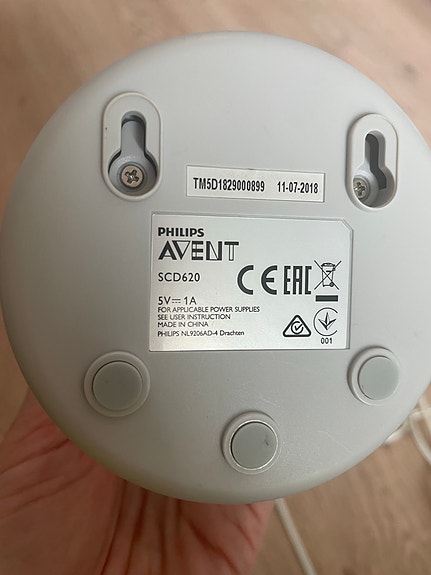 TM5D1829000899 11-07-2018
PHILIPS
AVENT
SCD620
CE EAC
5V⎓1A
FOR APPLICABLE POWER SUPPLIES
SEE USER INSTRUCTION
MADE IN CHINA
PHILIPS NL9206AD-4 Drachten
001